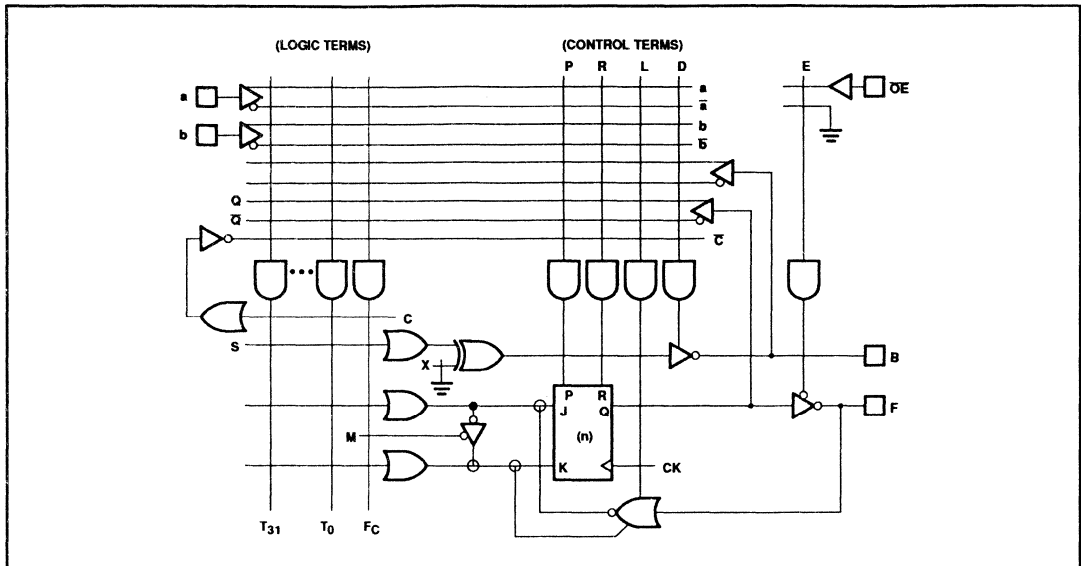 (LOGIC TERMS) (CONTROL TERMS)
P R L D E
a a OE
a̅
b b
b̅
Q
Q̅
C̅
C
S
X B
P R
J Q F
M (n)
K CK
T31 T0 FC